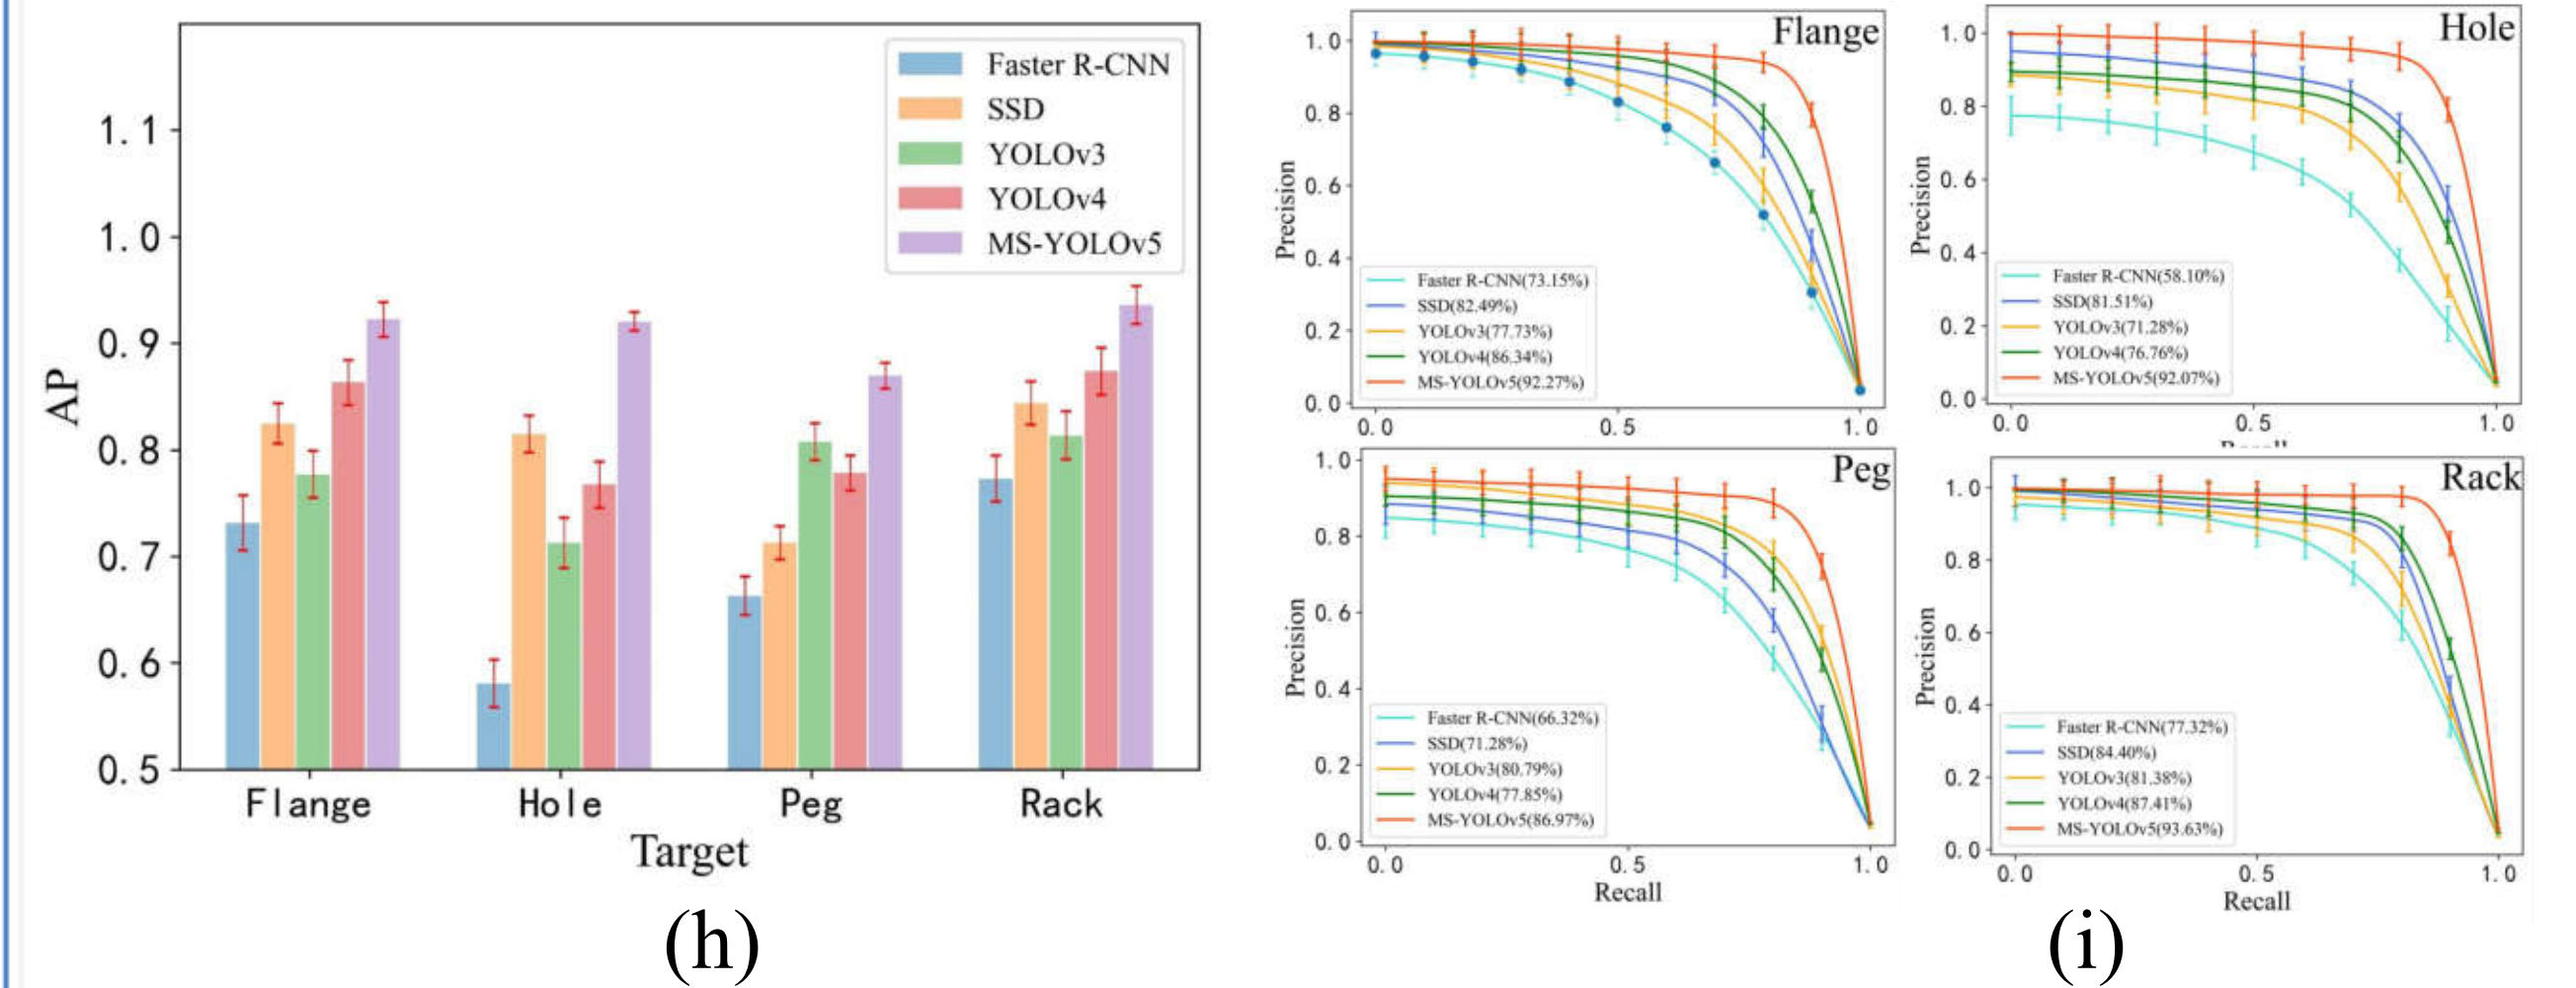 Faster R-CNN
SSD
YOLOv3
YOLOv4
MS-YOLOv5
1.1
1.0
0.9
0.8
0.7
0.6
0.5
AP
Flange
Hole
Peg
Rack
Target
(h)
Flange
1.0
0.8
0.6
0.4
0.2
0.0
Precision
Faster R-CNN(73.15%)
SSD(82.49%)
YOLOv3(77.73%)
YOLOv4(86.34%)
MS-YOLOv5(92.27%)
0.0 0.5 1.0
Hole
1.0
0.8
0.6
0.4
0.2
0.0
Precision
Faster R-CNN(58.10%)
SSD(81.51%)
YOLOv3(71.28%)
YOLOv4(76.76%)
MS-YOLOv5(92.07%)
0.0 0.5 1.0
Peg
1.0
0.8
0.6
0.4
0.2
0.0
Precision
Faster R-CNN(66.32%)
SSD(71.28%)
YOLOv3(80.79%)
YOLOv4(77.85%)
MS-YOLOv5(86.97%)
0.0 0.5 1.0
Recall
Rack
1.0
0.8
0.6
0.4
0.2
0.0
Precision
Faster R-CNN(77.32%)
SSD(84.40%)
YOLOv3(81.38%)
YOLOv4(87.41%)
MS-YOLOv5(93.63%)
0.0 0.5 1.0
Recall
(i)